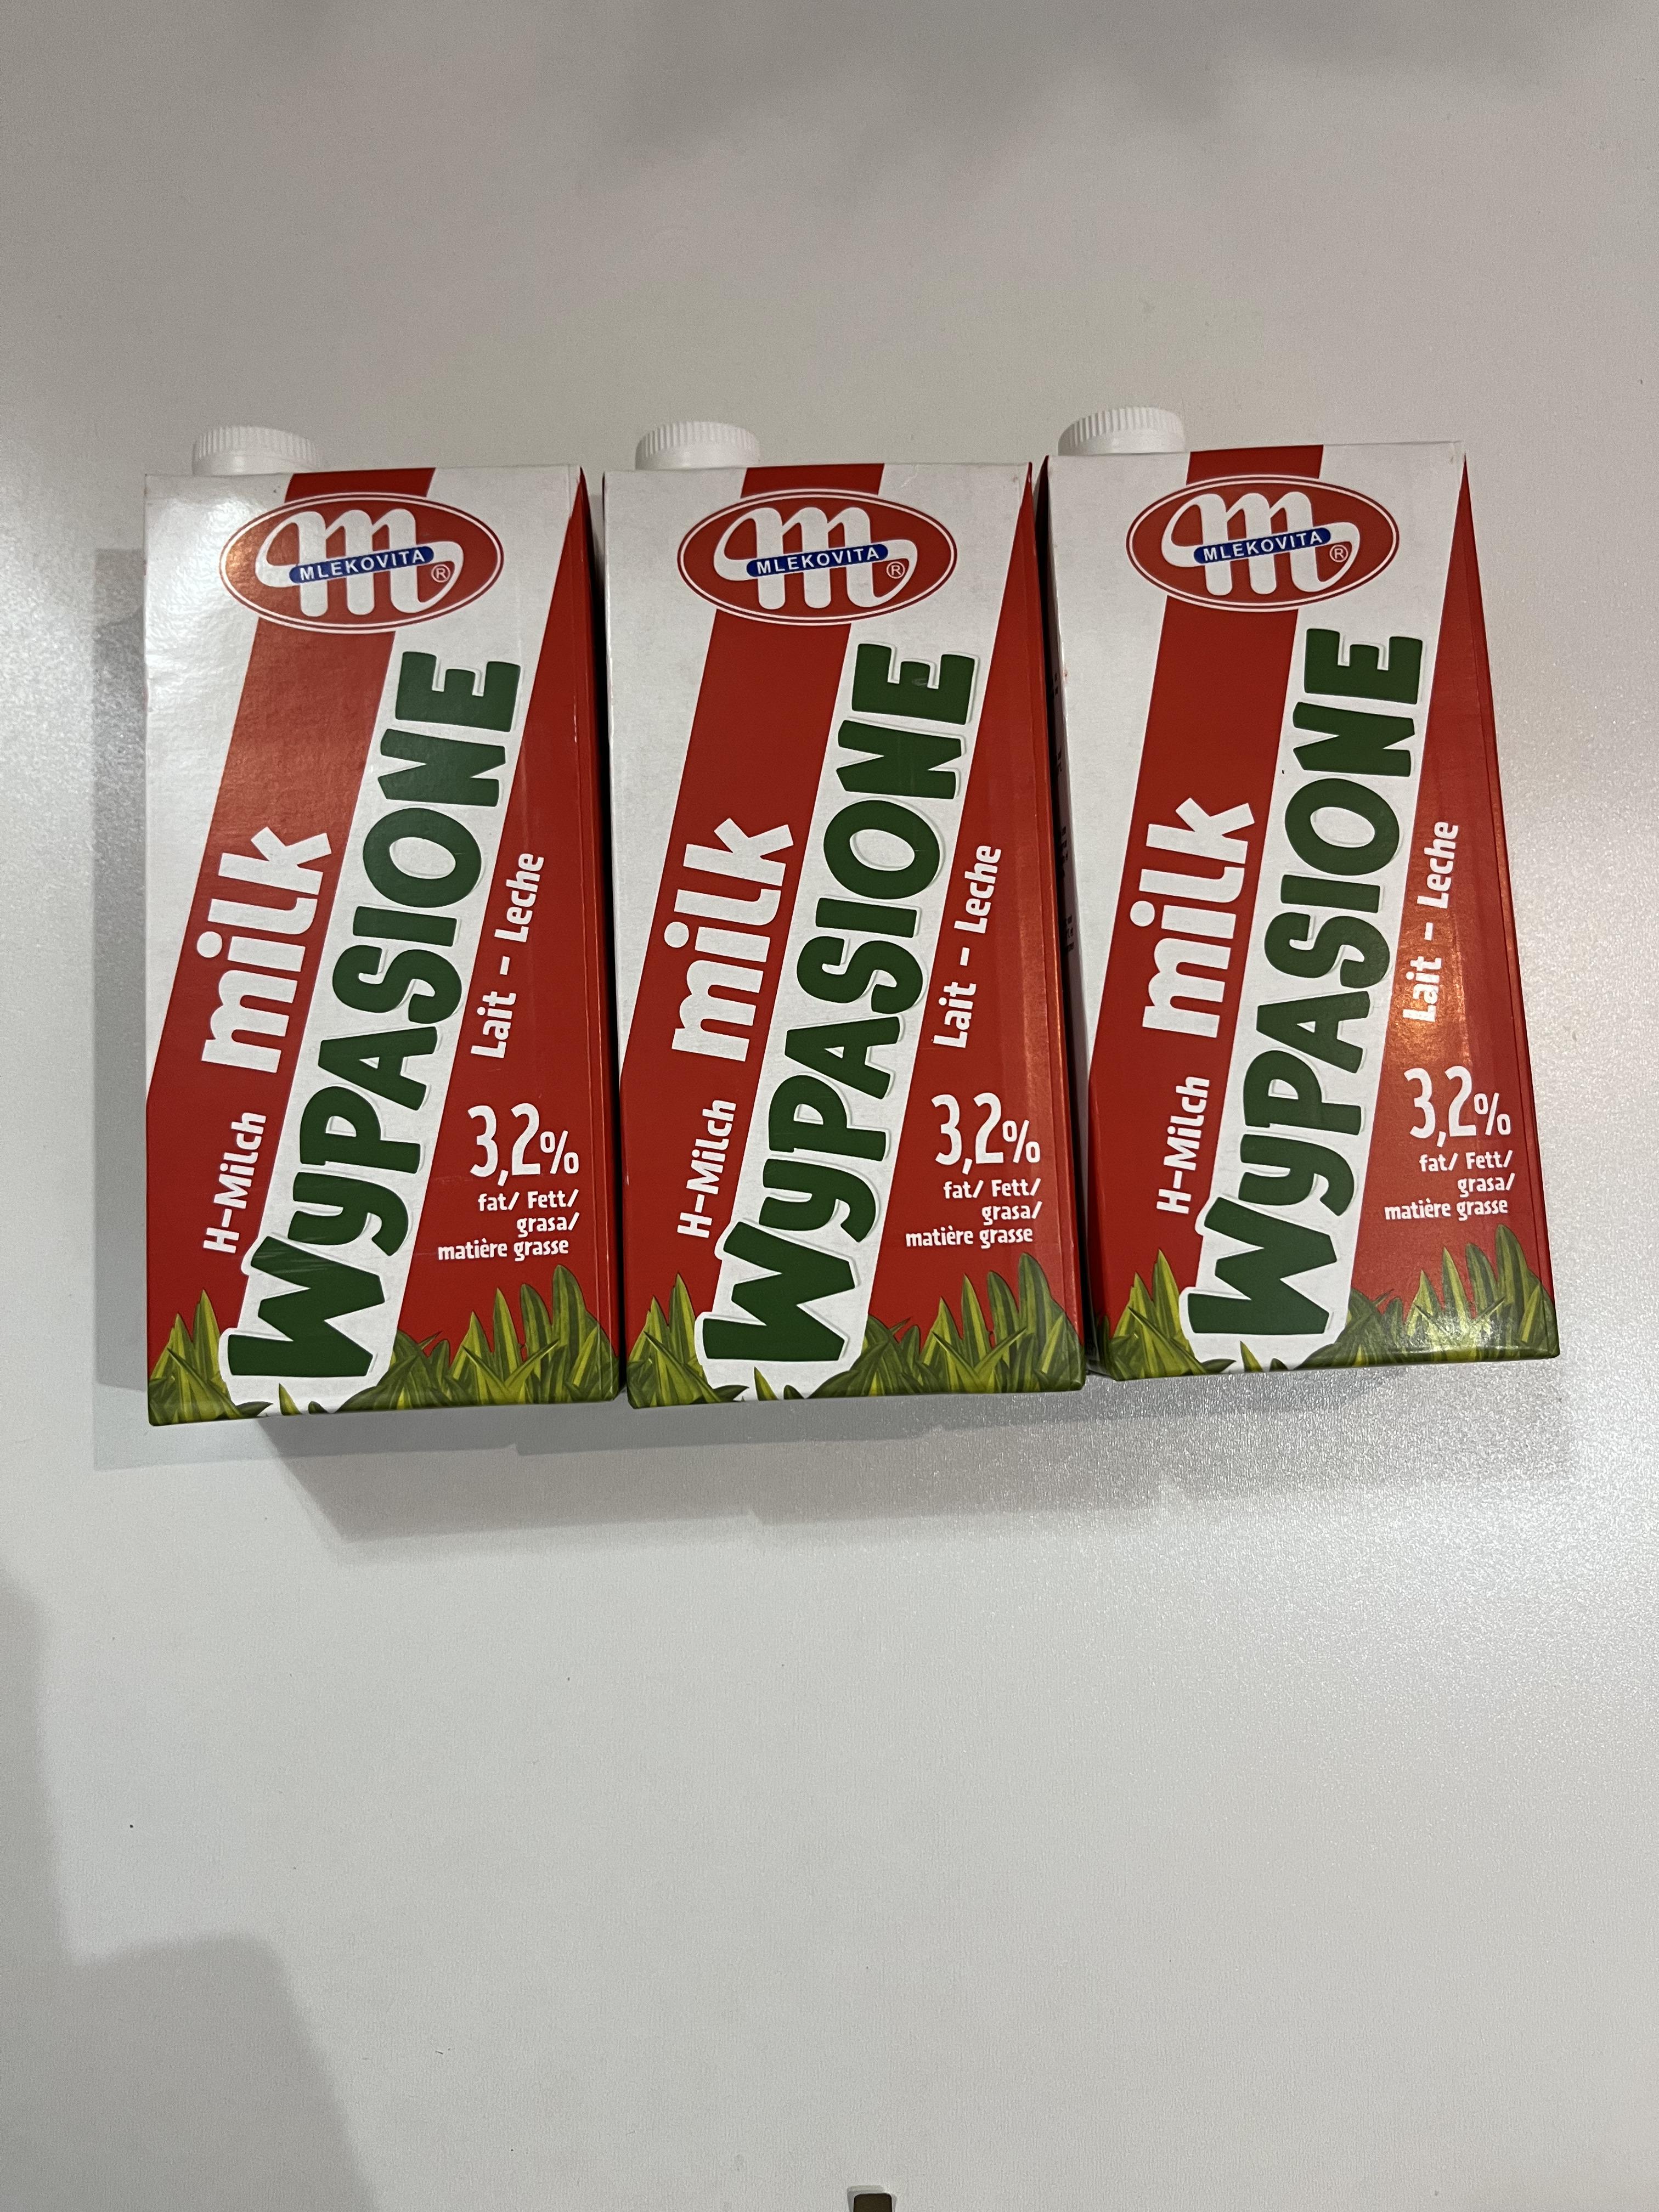 MLEKOVITA
®
H-Milch milk
WyPASIONE
Lait - Leche
3,2%
fat/ Fett/
grasa/
matière grasse
MLEKOVITA
®
H-Milch milk
WyPASIONE
Lait - Leche
3,2%
fat/ Fett/
grasa/
matière grasse
MLEKOVITA
®
H-Milch milk
WyPASIONE
Lait - Leche
3,2%
fat/ Fett/
grasa/
matière grasse